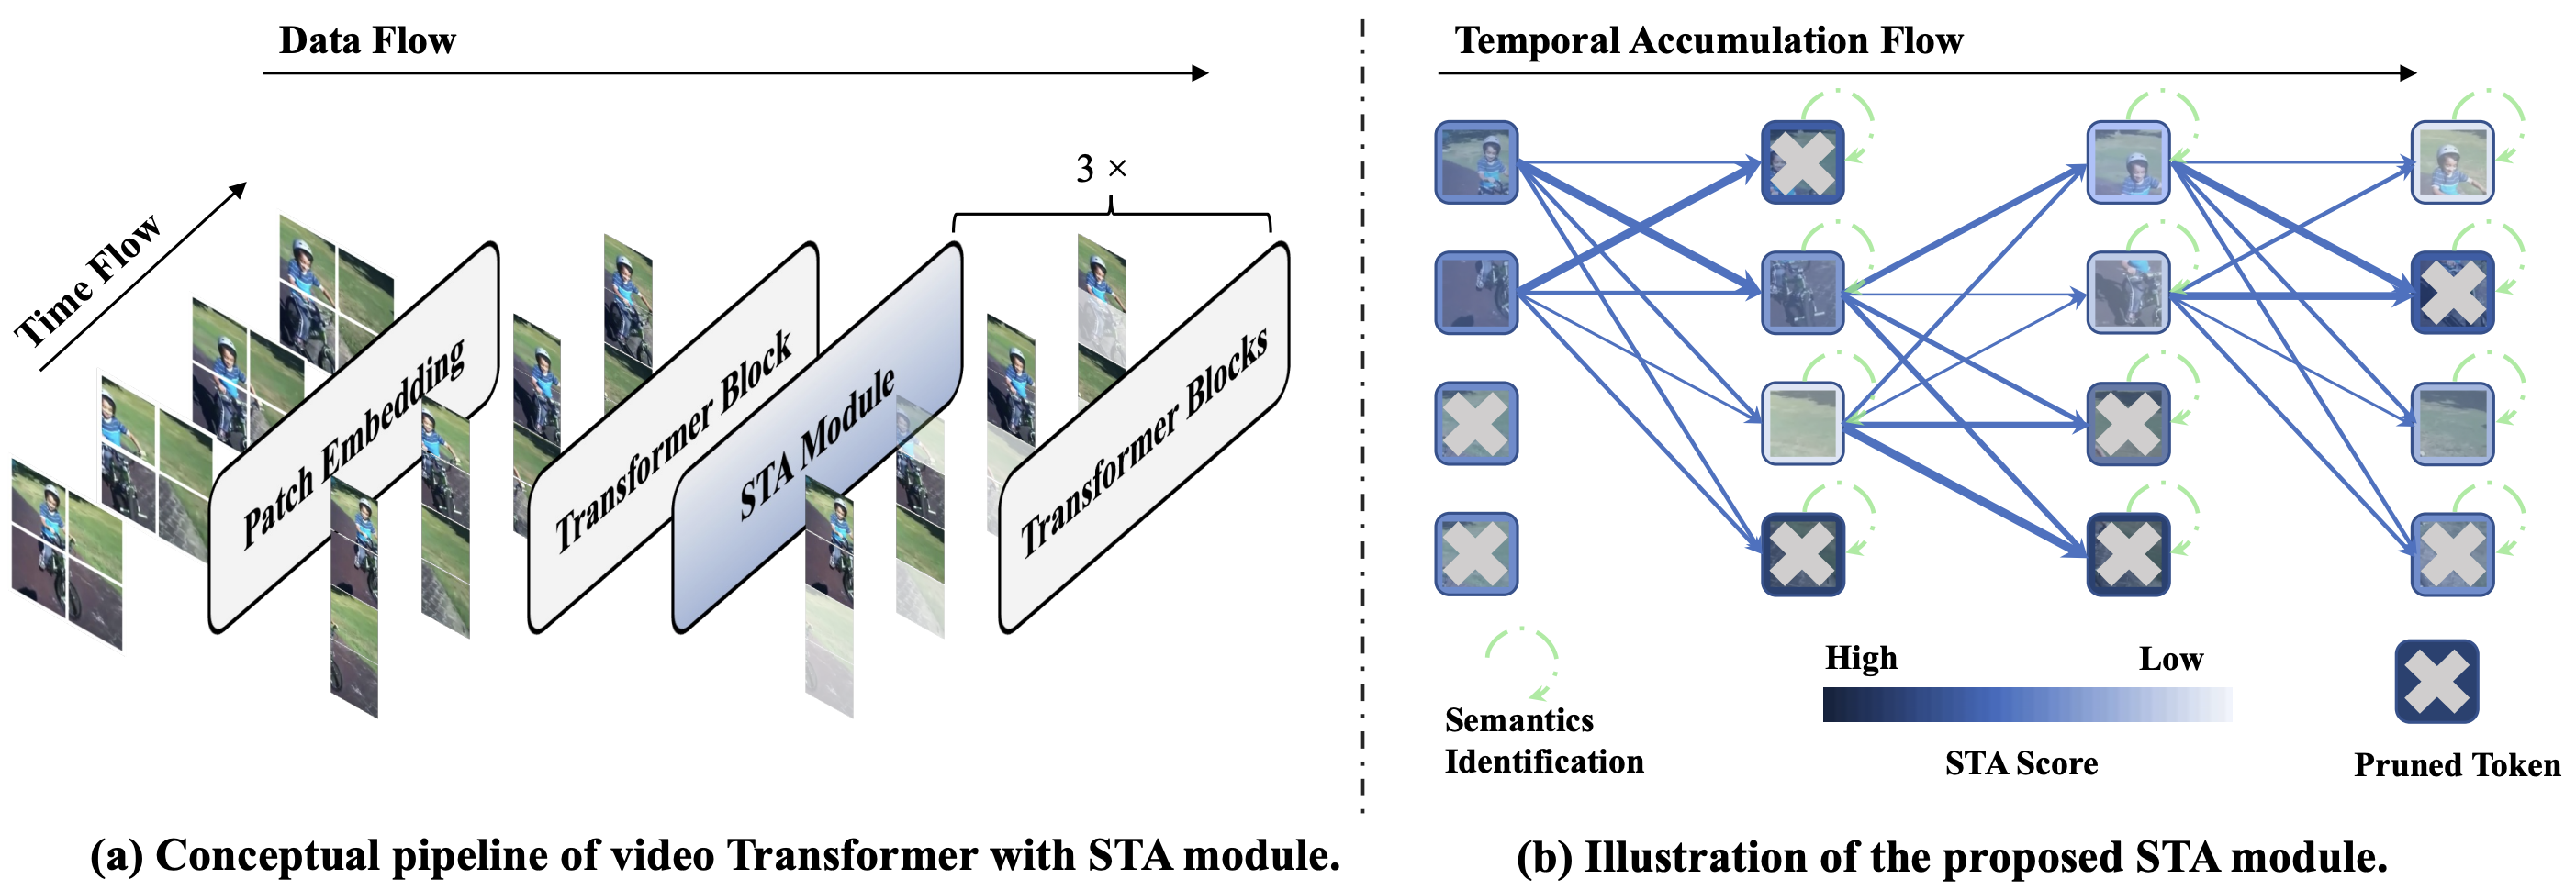 Data Flow
Time Flow
3 ×
Patch Embedding
Transformer Block
STA Module
Transformer Blocks
(a) Conceptual pipeline of video Transformer with STA module.
Temporal Accumulation Flow
Semantics
Identification
High
Low
STA Score
Pruned Token
(b) Illustration of the proposed STA module.